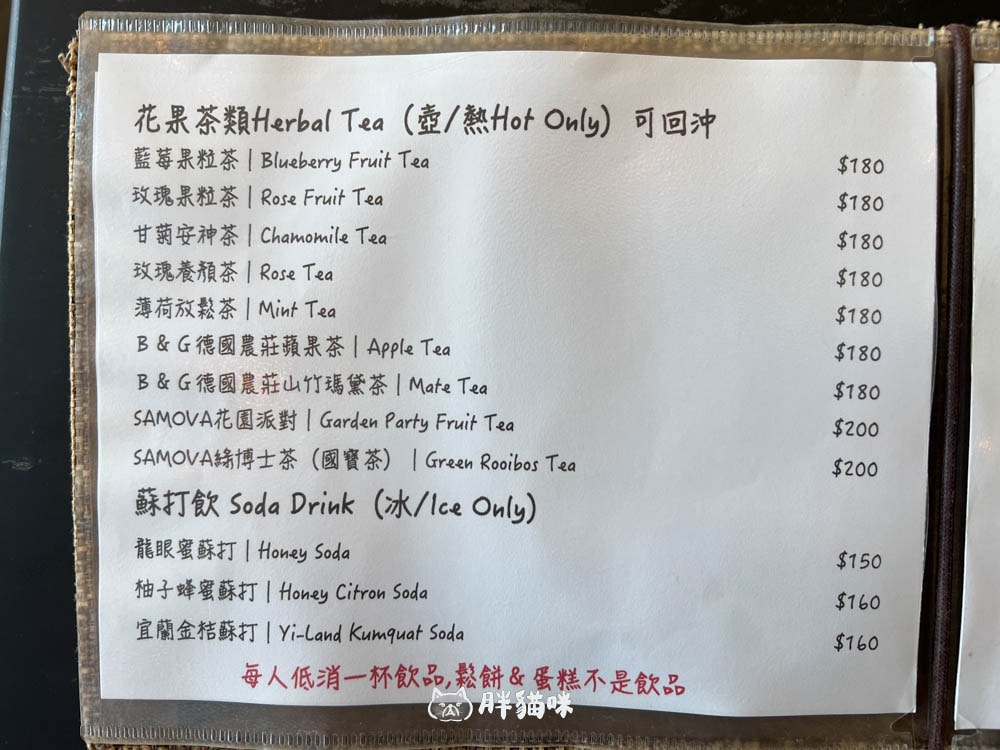 花果茶類Herbal Tea（壺/熱Hot Only）可回沖
藍莓果粒茶 | Blueberry Fruit Tea $180
玫瑰果粒茶 | Rose Fruit Tea $180
甘菊安神茶 | Chamomile Tea $180
玫瑰養顏茶 | Rose Tea $180
薄荷放鬆茶 | Mint Tea $180
B & G德國農莊蘋果茶 | Apple Tea $180
B & G德國農莊山竹瑪黛茶 | Mate Tea $180
SAMOVA花園派對 | Garden Party Fruit Tea $200
SAMOVA綠博士茶（國寶茶） | Green Rooibos Tea $200
蘇打飲 Soda Drink（冰/Ice Only）
龍眼蜜蘇打 | Honey Soda $150
柚子蜂蜜蘇打 | Honey Citron Soda $160
宜蘭金桔蘇打 | Yi-Land Kumquat Soda $160
每人低消一杯飲品,鬆餅&蛋糕不是飲品
胖貓咪